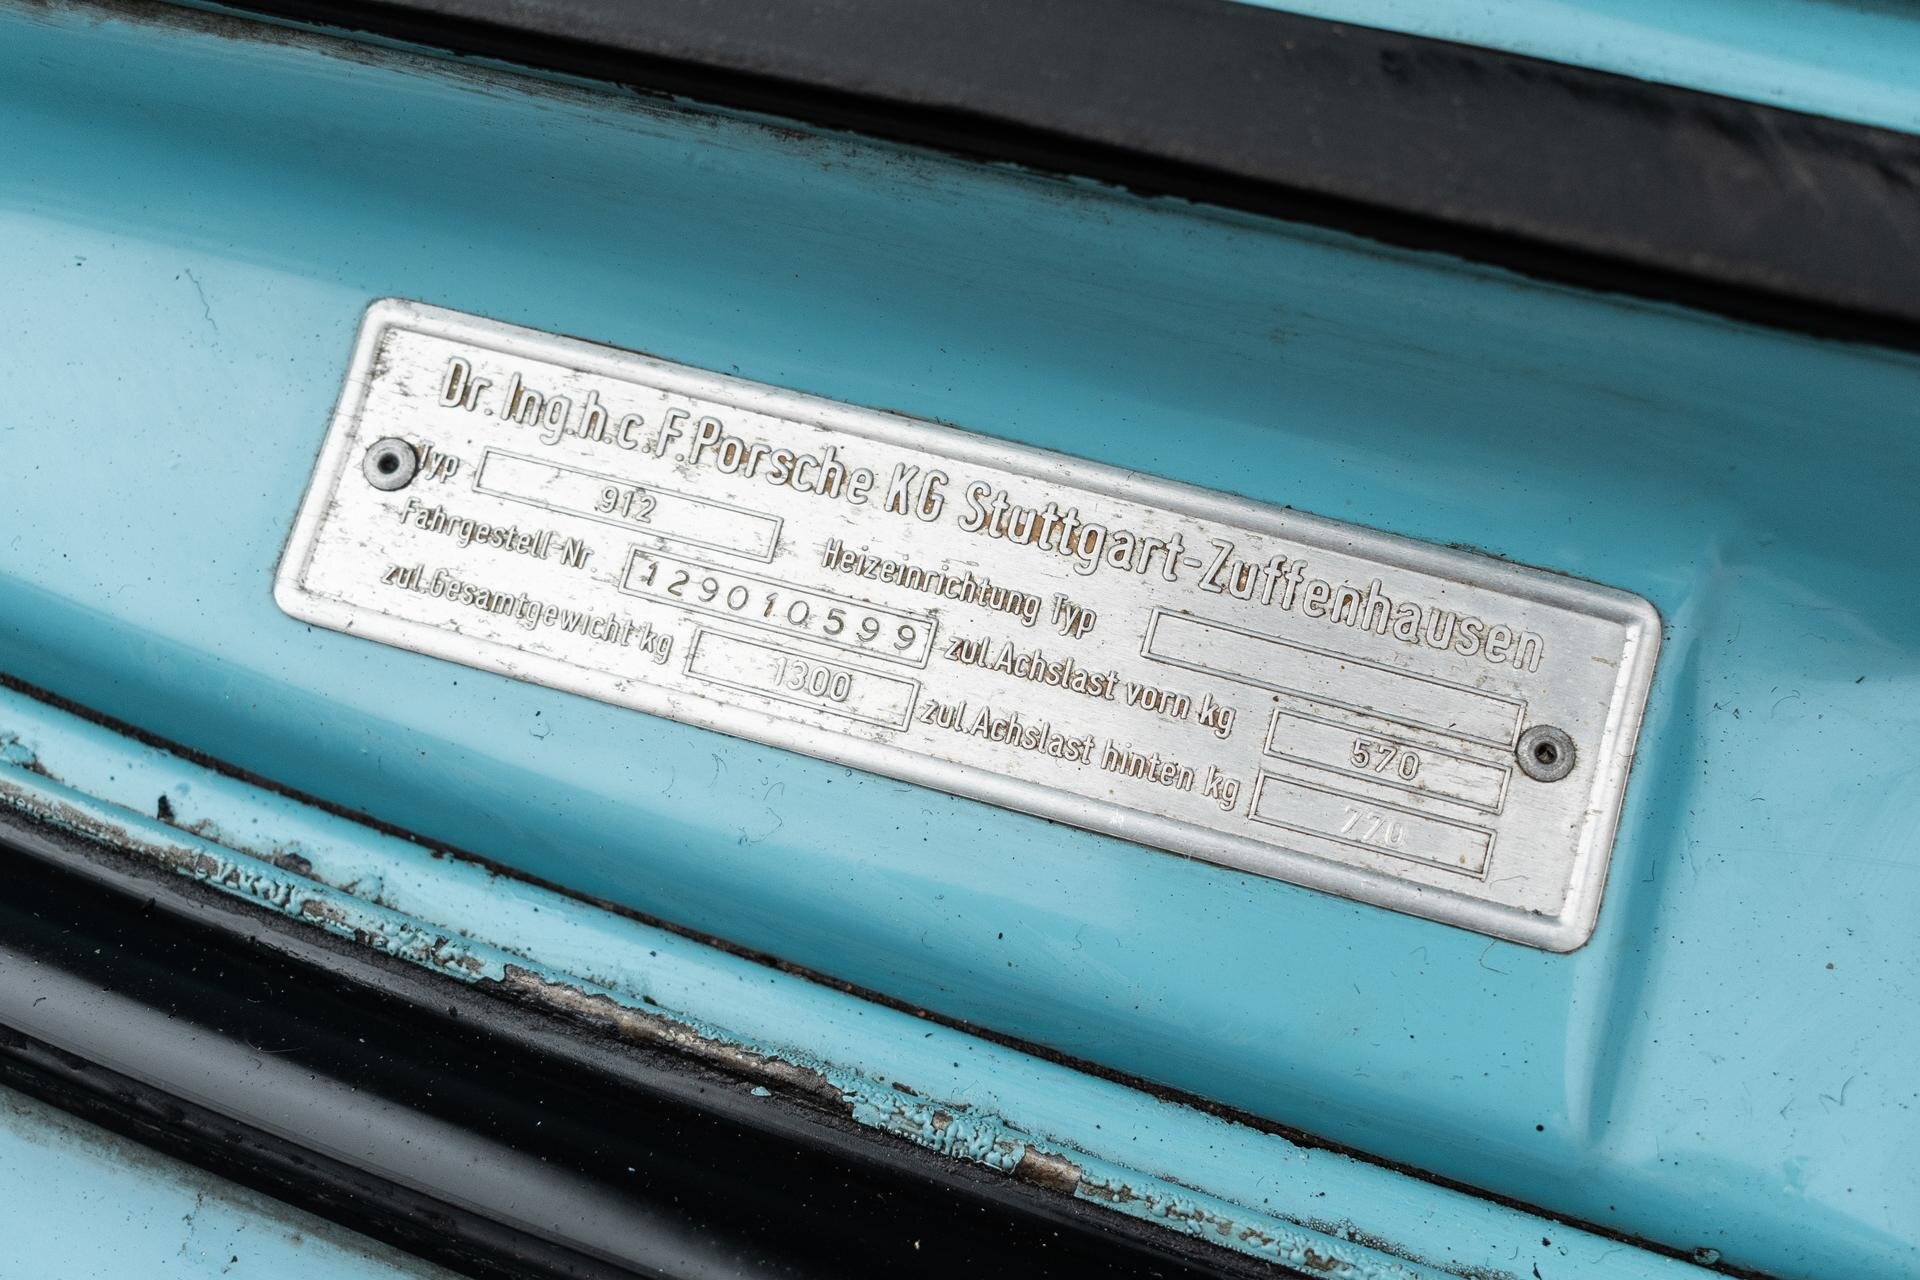 Dr. Ing.h.c.F.Porsche KG Stuttgart-Zuffenhausen
Typ 912 Heizeinrichtung Typ
Fahrgestell-Nr. 129010599 zul.Achslast vorn kg 570
zul.Gesamtgewicht kg 1300 zul.Achslast hinten kg 770